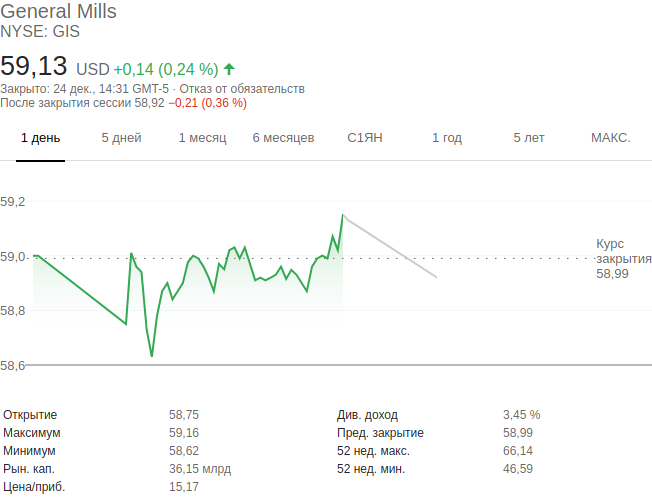 General Mills
NYSE: GIS
59,13 USD +0,14 (0,24 %)
Закрыто: 24 дек., 14:31 GMT-5 · Отказ от обязательств
После закрытия сессии 58,92 −0,21 (0,36 %)
1 день 5 дней 1 месяц 6 месяцев С1ЯН 1 год 5 лет МАКС.
59,2
59,0
58,8
58,6
Курс
закрытия
58,99
Открытие 58,75 Див. доход 3,45 %
Максимум 59,16 Пред. закрытие 58,99
Минимум 58,62 52 нед. макс. 66,14
Рын. кап. 36,15 млрд 52 нед. мин. 46,59
Цена/приб. 15,17